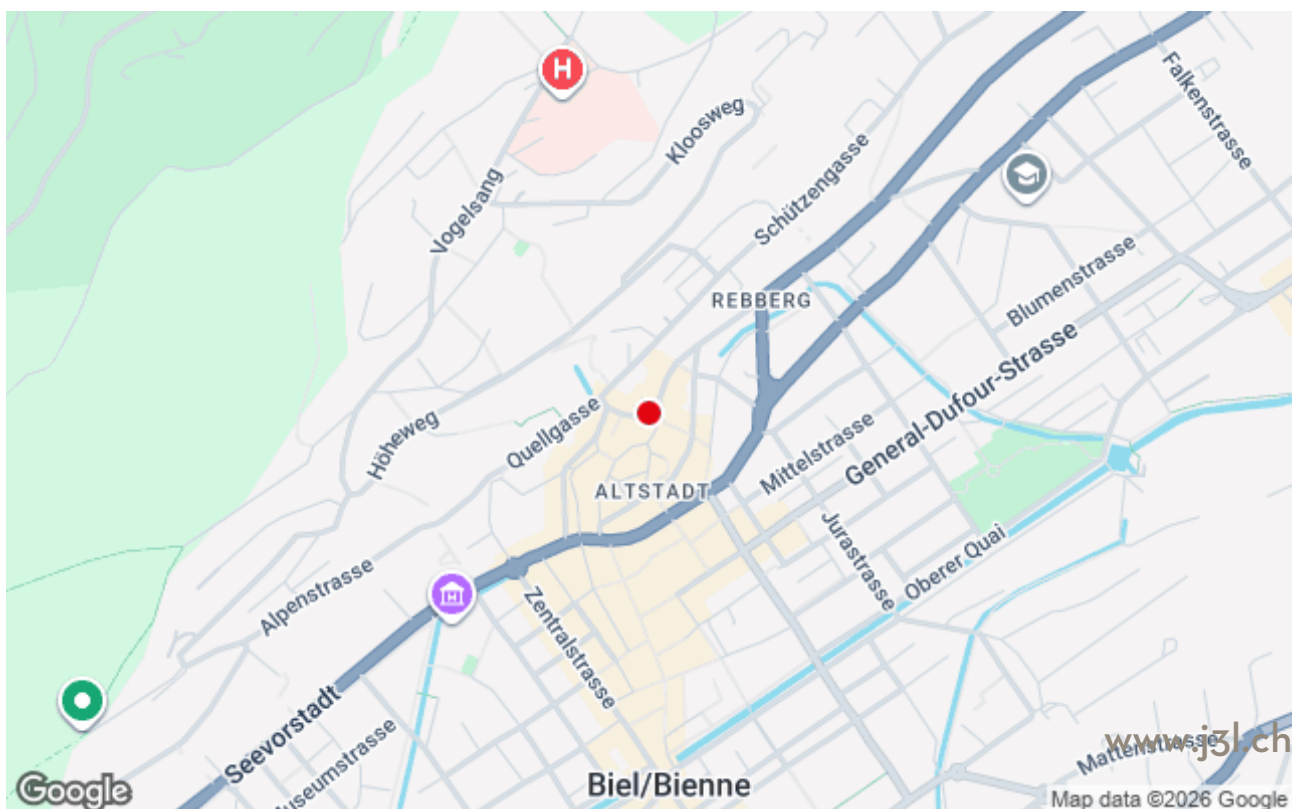 H
Falkenstrasse
Kloosweg
Schützengasse
Vogelsang
Blumenstrasse
REBBERG
General-Dufour-Strasse
Höheweg
Quellgasse
Mittelstrasse
ALTSTADT
Jurastrasse
Oberer Quai
Alpenstrasse
Zentralstrasse
Seevorstadt
Museumstrasse
Mattenstrasse
www.j3l.ch
Biel/Bienne
Google
Map data ©2026 Google